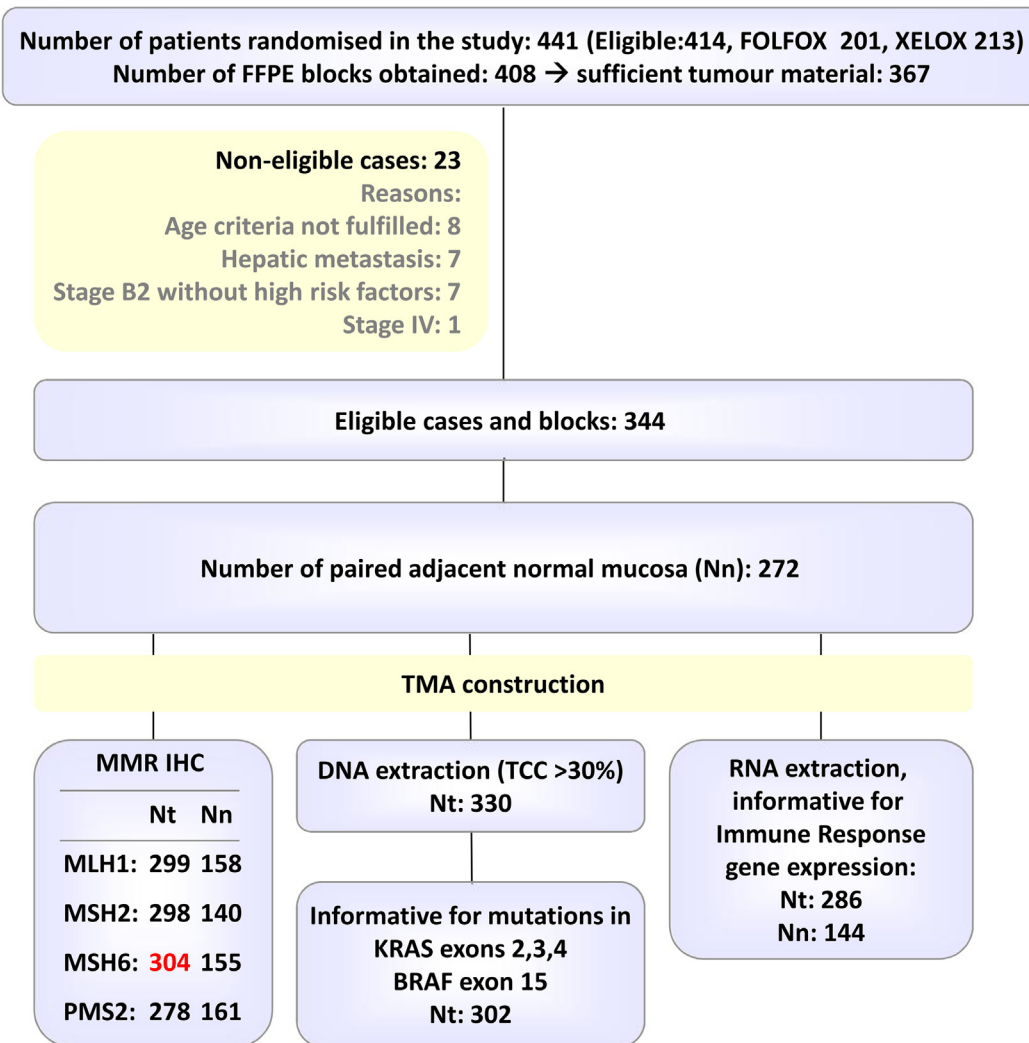 Number of patients randomised in the study: 441 (Eligible:414, FOLFOX 201, XELOX 213)
Number of FFPE blocks obtained: 408 → sufficient tumour material: 367
Non-eligible cases: 23
Reasons:
Age criteria not fulfilled: 8
Hepatic metastasis: 7
Stage B2 without high risk factors: 7
Stage IV: 1
Eligible cases and blocks: 344
Number of paired adjacent normal mucosa (Nn): 272
TMA construction
MMR IHC
Nt Nn
MLH1: 299 158
MSH2: 298 140
MSH6: 304 155
PMS2: 278 161
DNA extraction (TCC >30%)
Nt: 330
Informative for mutations in
KRAS exons 2,3,4
BRAF exon 15
Nt: 302
RNA extraction,
informative for
Immune Response
gene expression:
Nt: 286
Nn: 144